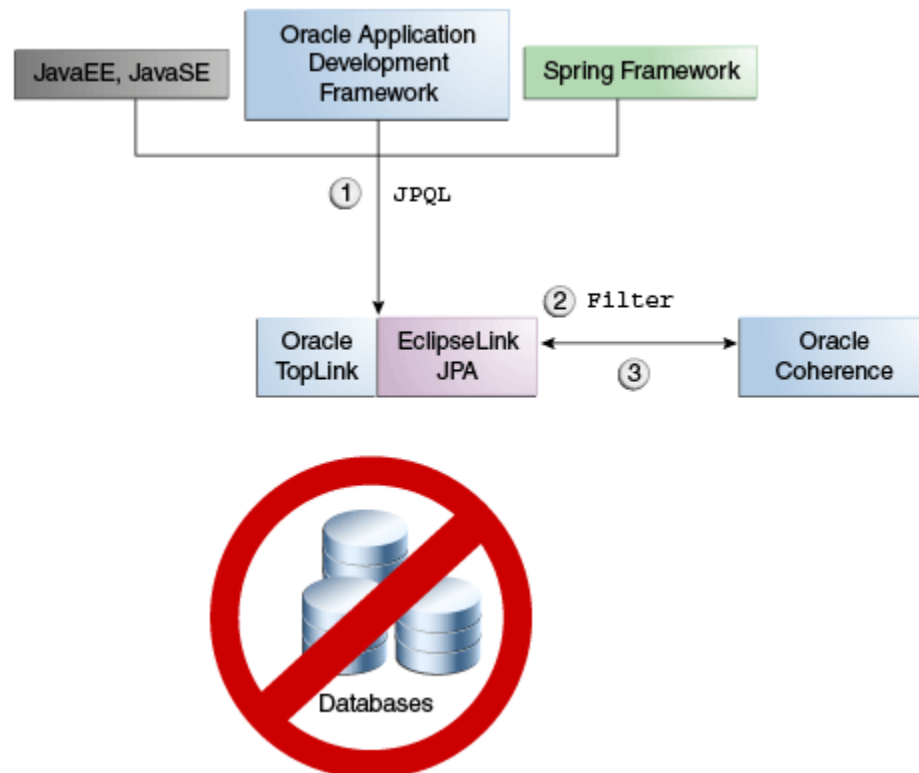 Oracle Application
Development
Framework
JavaEE, JavaSE
Spring Framework
1
JPQL
2 Filter
Oracle
TopLink
EclipseLink
JPA
3
Oracle
Coherence
Databases